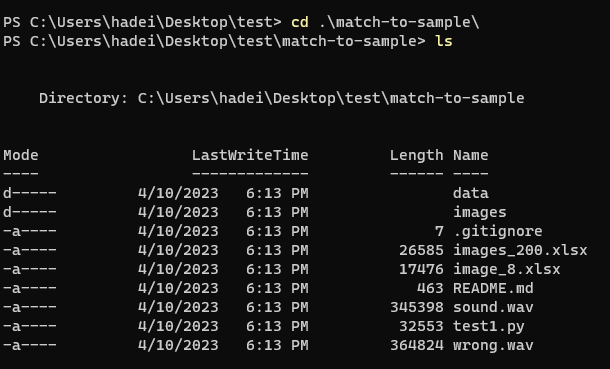 PS C:\Users\hadei\Desktop\test> cd .\match-to-sample\
PS C:\Users\hadei\Desktop\test\match-to-sample> ls
Directory: C:\Users\hadei\Desktop\test\match-to-sample
Mode                 LastWriteTime         Length Name
----                 -------------         ------ ----
d-----         4/10/2023   6:13 PM                data
d-----         4/10/2023   6:13 PM                images
-a----         4/10/2023   6:13 PM              7 .gitignore
-a----         4/10/2023   6:13 PM          26585 images_200.xlsx
-a----         4/10/2023   6:13 PM          17476 image_8.xlsx
-a----         4/10/2023   6:13 PM            463 README.md
-a----         4/10/2023   6:13 PM         345398 sound.wav
-a----         4/10/2023   6:13 PM          32553 test1.py
-a----         4/10/2023   6:13 PM         364824 wrong.wav